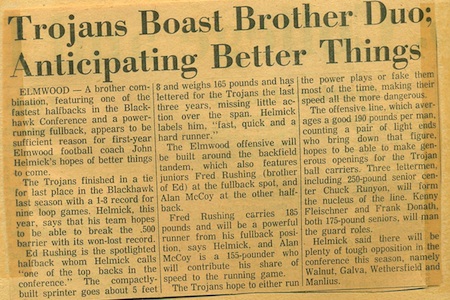 Trojans Boast Brother Duo;
Anticipating Better Things
ELMWOOD — A brother com-
bination, featuring one of the
fastest halfbacks in the Black-
hawk Conference and a power-
running fullback, appears to be
sufficient reason for first-year
Elmwood football coach John
Helmick's hopes of better things
to come.
The Trojans finished in a tie
for last place in the Blackhawk
last season with a 1-3 record for
nine loop games. Helmick, this
year, says that his team hopes
to be able to break the .500
barrier with its won-lost record.
Ed Rushing is the spotlighted
halfback whom Helmick calls
"one of the top backs in the
conference." The compactly-
built sprinter goes about 5 feet
8 and weighs 165 pounds and has
lettered for the Trojans the last
three years, missing little ac-
tion over the span. Helmick
labels him, "fast, quick and a
hard runner."
The Elmwood offensive will
be built around the backfield
tandem, which also features
juniors Fred Rushing (brother
of Ed) at the fullback spot, and
Alan McCoy at the other half-
back.
Fred Rushing carries 185
pounds and will be a powerful
runner from his fullback posi-
tion, says Helmick, and Alan
McCoy is a 155-pounder who
will contribute his share of
speed to the running game.
The Trojans hope to either run
the power plays or fake them
most of the time, making their
speed all the more dangerous.
The offensive line, which aver-
ages a good 190 pounds per man,
counting a pair of light ends
who bring down that figure,
hopes to be able to make gen-
erous openings for the Trojan
ball carriers. Three lettermen,
including 250-pound senior cen-
ter Chuck Runyon, will form
the nucleus of the line. Kenny
Fleischer and Frank Donath,
both 175-pound seniors, will man
the guard roles.
Helmick said there will be
plenty of tough opposition in the
conference this season, namely
Walnut, Galva, Wethersfield and
Manlius.